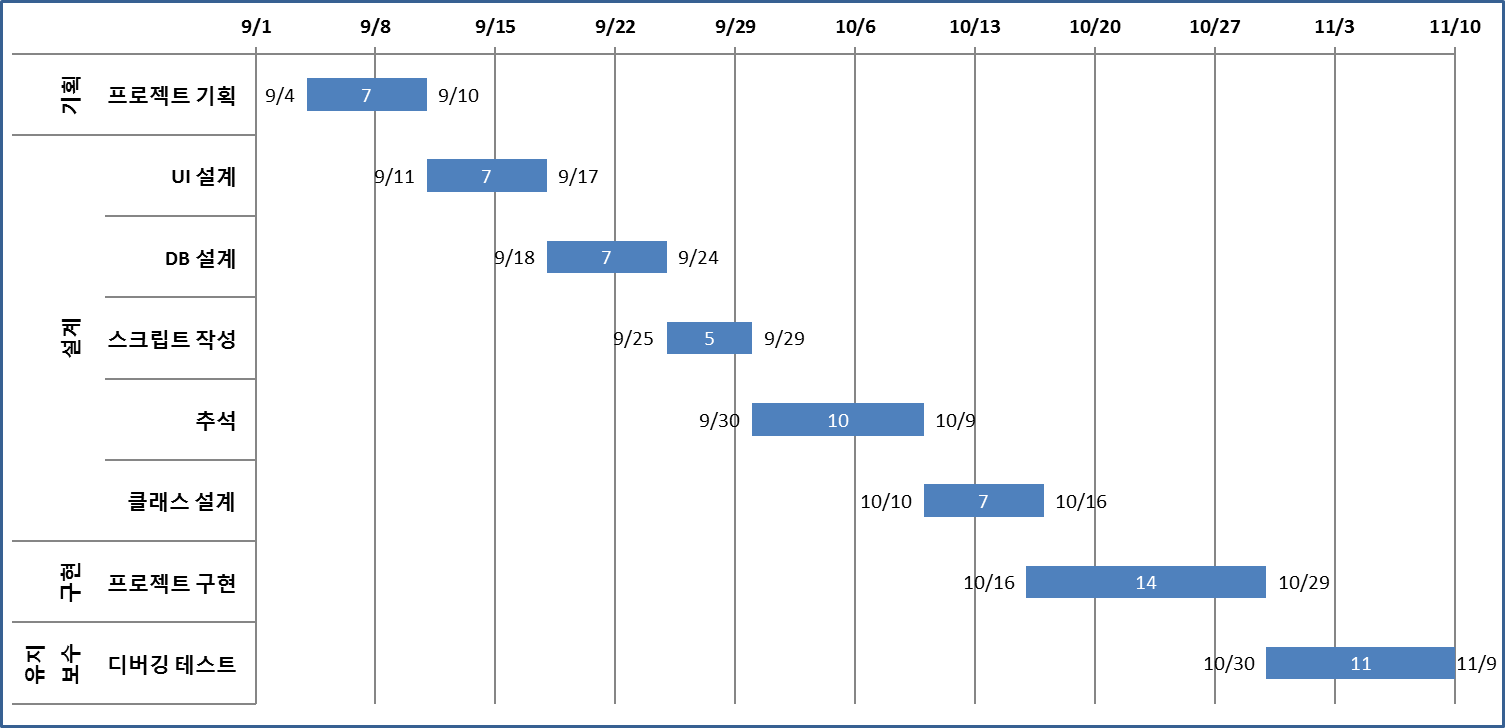 9/1 9/8 9/15 9/22 9/29 10/6 10/13 10/20 10/27 11/3 11/10
기획
프로젝트 기획 9/4 7 9/10
설계
UI 설계 9/11 7 9/17
DB 설계 9/18 7 9/24
스크립트 작성 9/25 5 9/29
추석 9/30 10 10/9
클래스 설계 10/10 7 10/16
구현
프로젝트 구현 10/16 14 10/29
유지
보수
디버깅 테스트 10/30 11 11/9